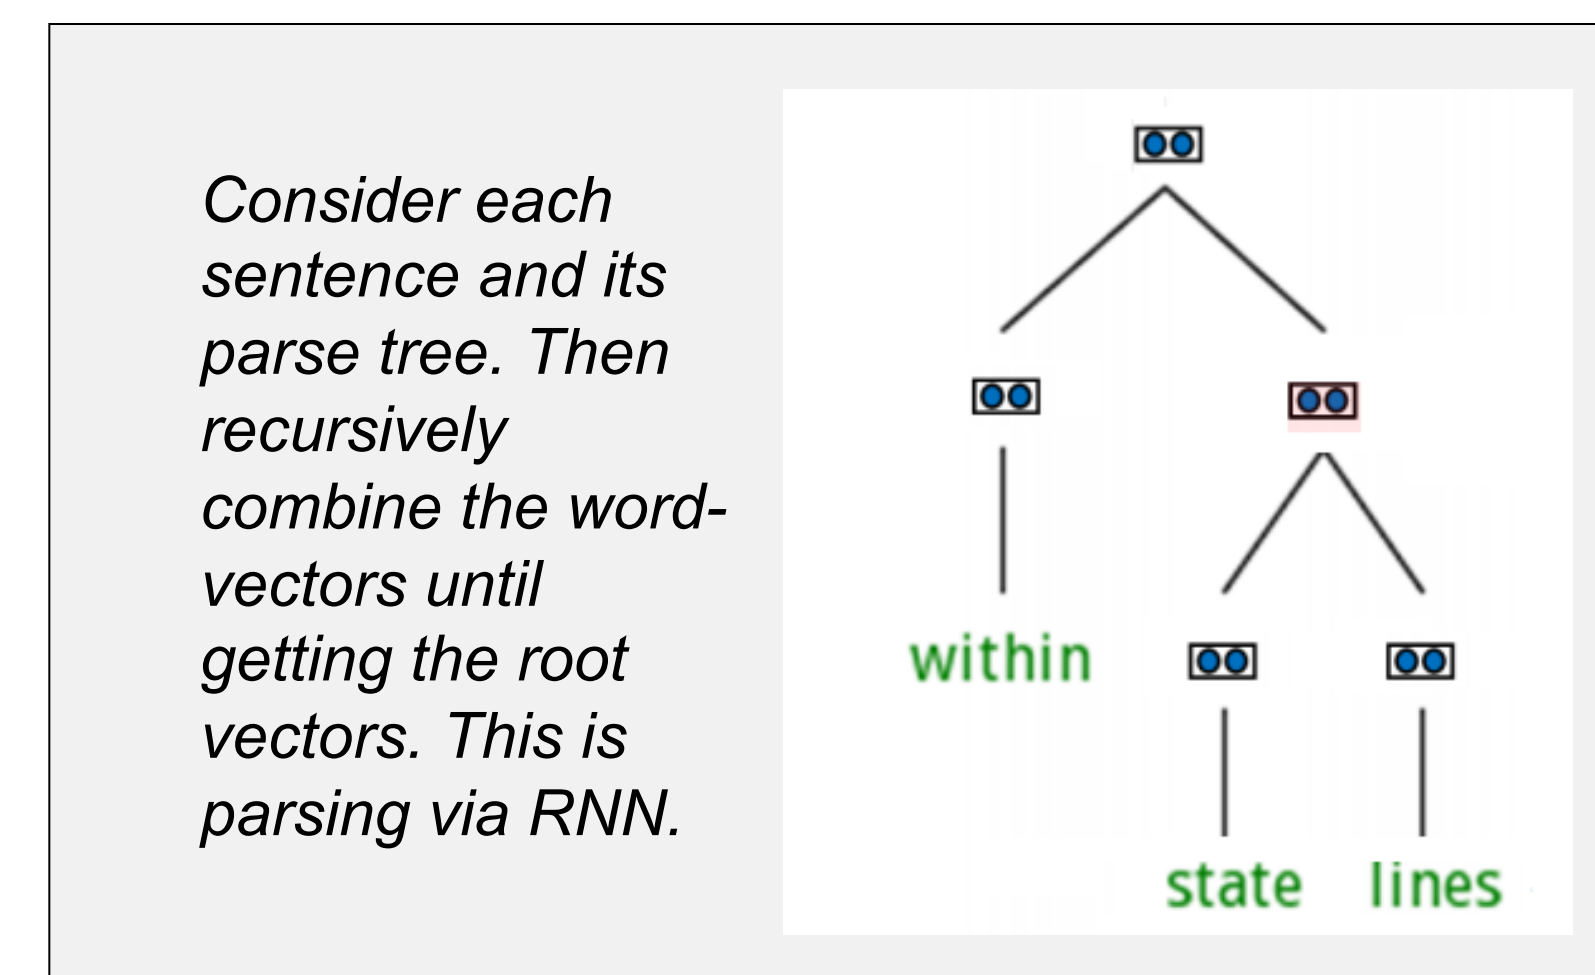 Consider each
sentence and its
parse tree. Then
recursively
combine the word-
vectors until
getting the root
vectors. This is
parsing via RNN.
within
state lines